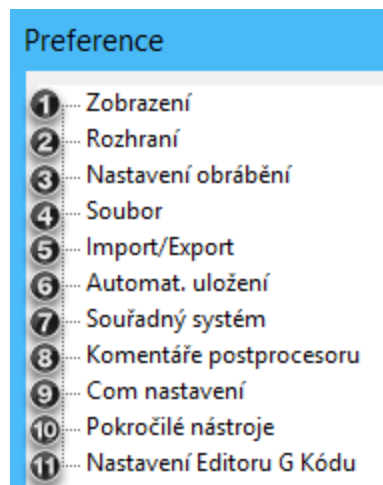 Preference
1 Zobrazení
2 Rozhraní
3 Nastavení obrábění
4 Soubor
5 Import/Export
6 Automat. uložení
7 Souřadný systém
8 Komentáře postprocesoru
9 Com nastavení
10 Pokročilé nástroje
11 Nastavení Editoru G Kódu